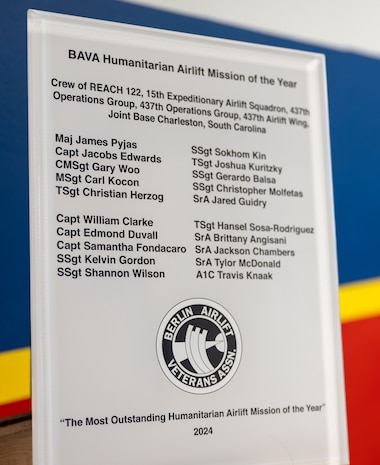 BAVA Humanitarian Airlift Mission of the Year
Crew of REACH 122, 15th Expeditionary Airlift Squadron, 437th
Operations Group, 437th Operations Group, 437th Airlift Wing,
Joint Base Charleston, South Carolina
Maj James Pyjas
Capt Jacobs Edwards
CMSgt Gary Woo
MSgt Carl Kocon
TSgt Christian Herzog
SSgt Sokhom Kin
TSgt Joshua Kuritzky
SSgt Gerardo Balsa
SSgt Christopher Molfetas
SrA Jared Guidry
Capt William Clarke
Capt Edmond Duvall
Capt Samantha Fondacaro
SSgt Kelvin Gordon
SSgt Shannon Wilson
TSgt Hansel Sosa-Rodriguez
SrA Brittany Angisani
SrA Jackson Chambers
SrA Tylor McDonald
A1C Travis Knaak
BERLIN AIRLIFT
VETERANS ASSN.
"The Most Outstanding Humanitarian Airlift Mission of the Year"
2024